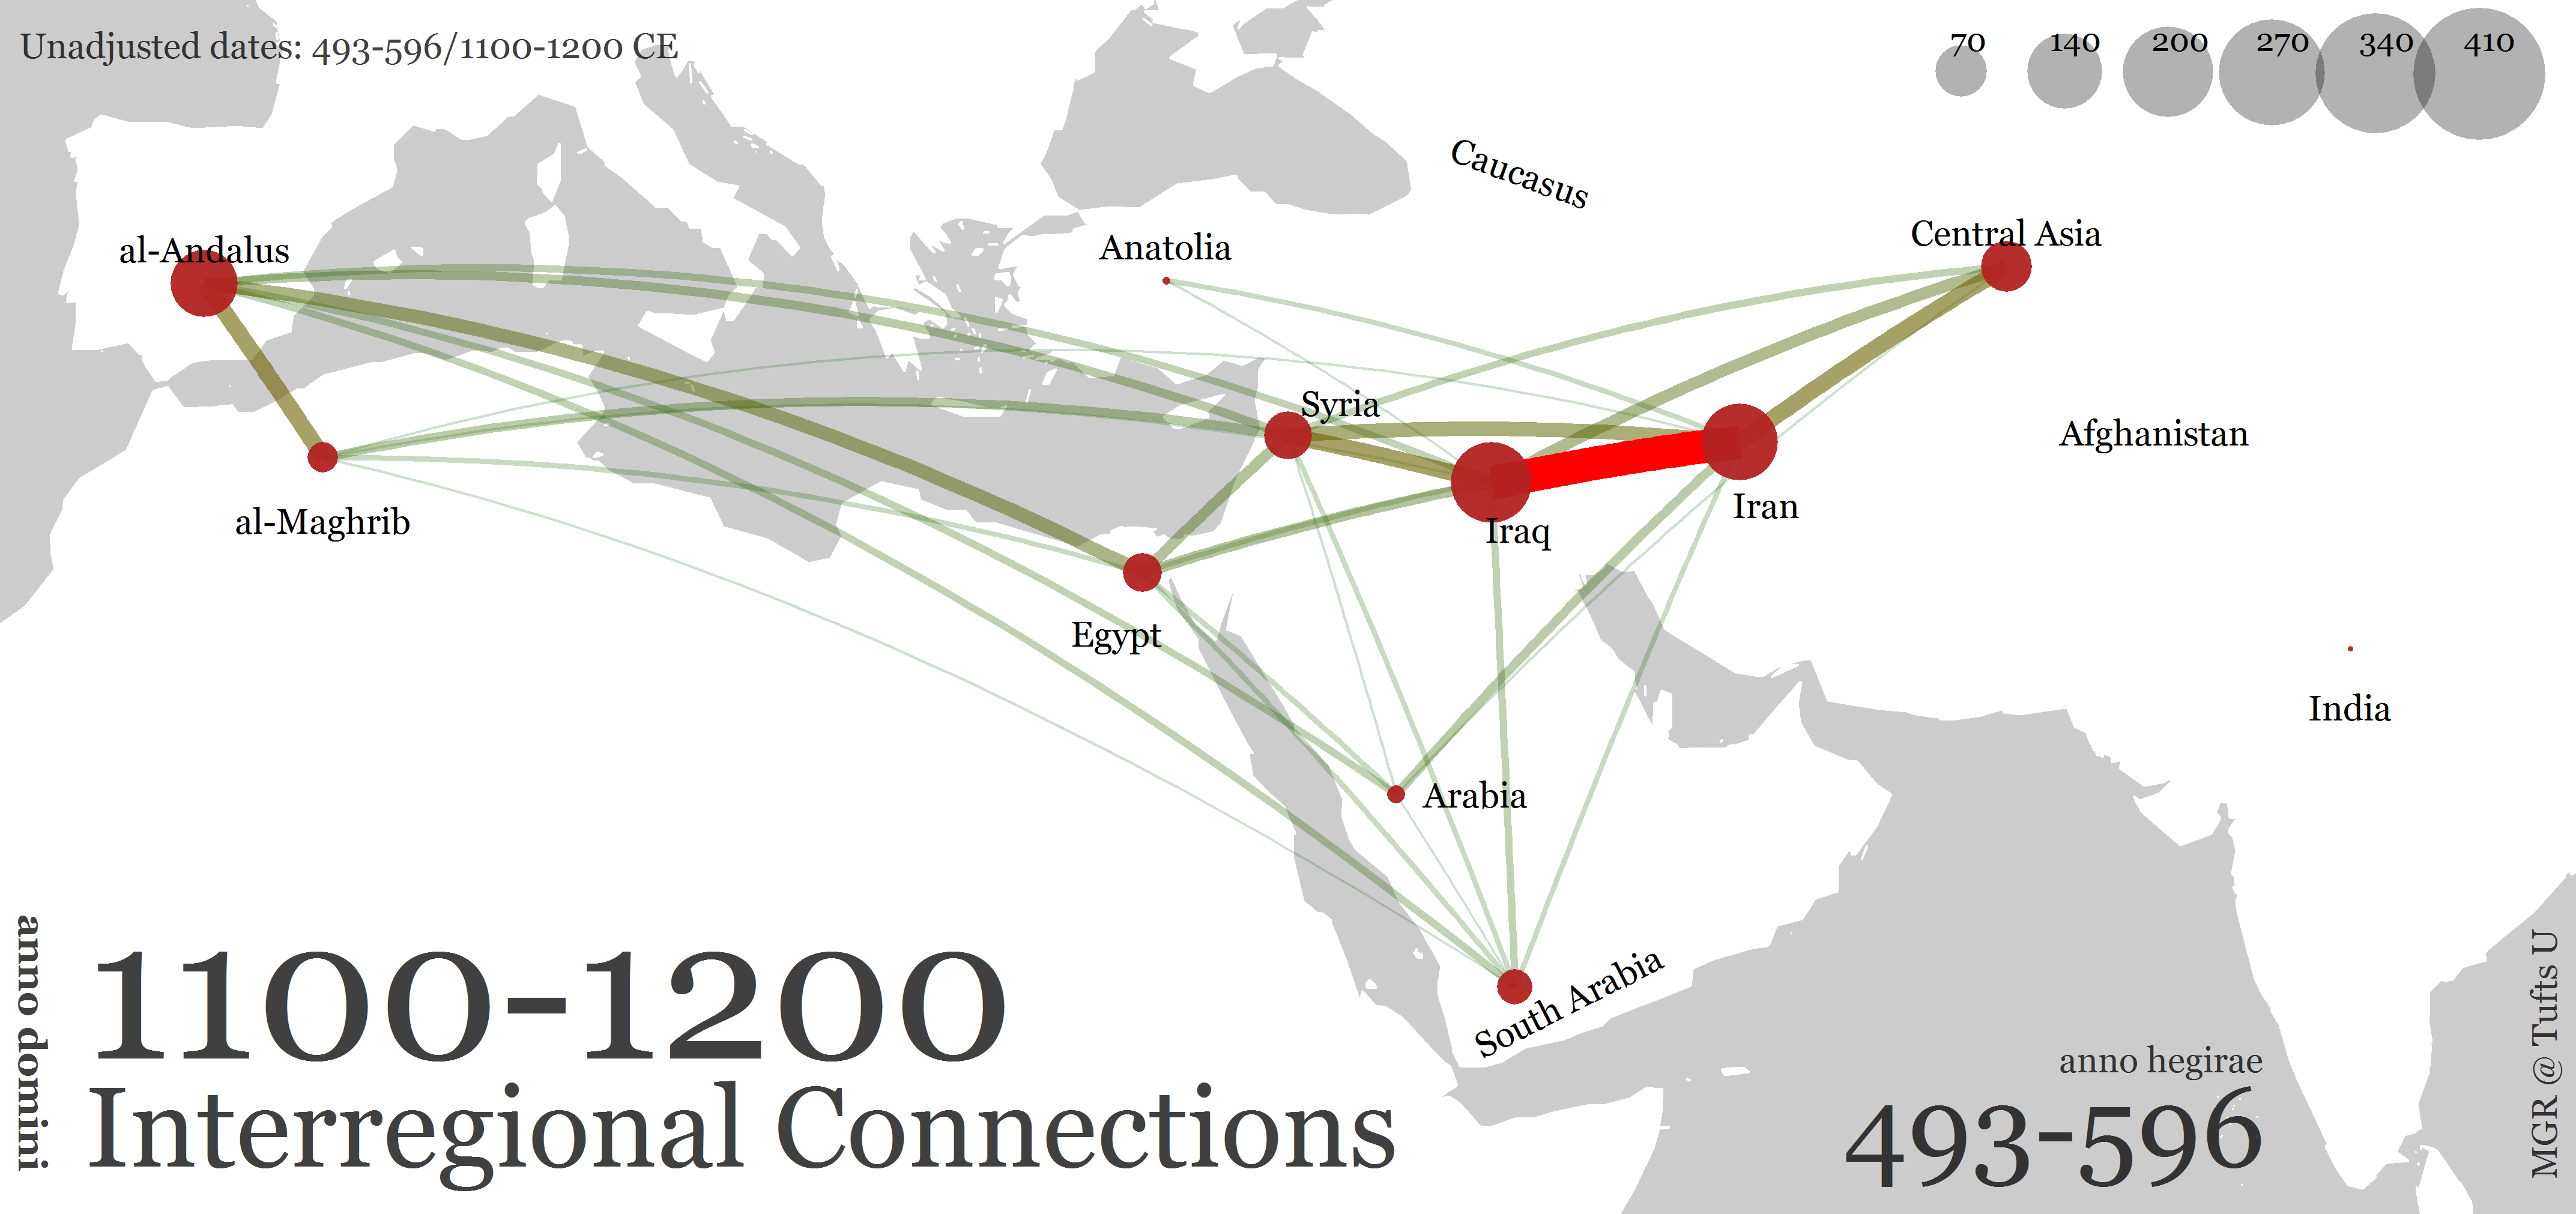 Unadjusted dates: 493-596/1100-1200 CE
70 140 200 270 340 410
Caucasus
al-Andalus
Anatolia
Central Asia
Syria
Afghanistan
al-Maghrib
Iraq
Iran
Egypt
India
Arabia
South Arabia
anno domini
1100-1200
Interregional Connections
anno hegirae
493-596
MGR @ Tufts U